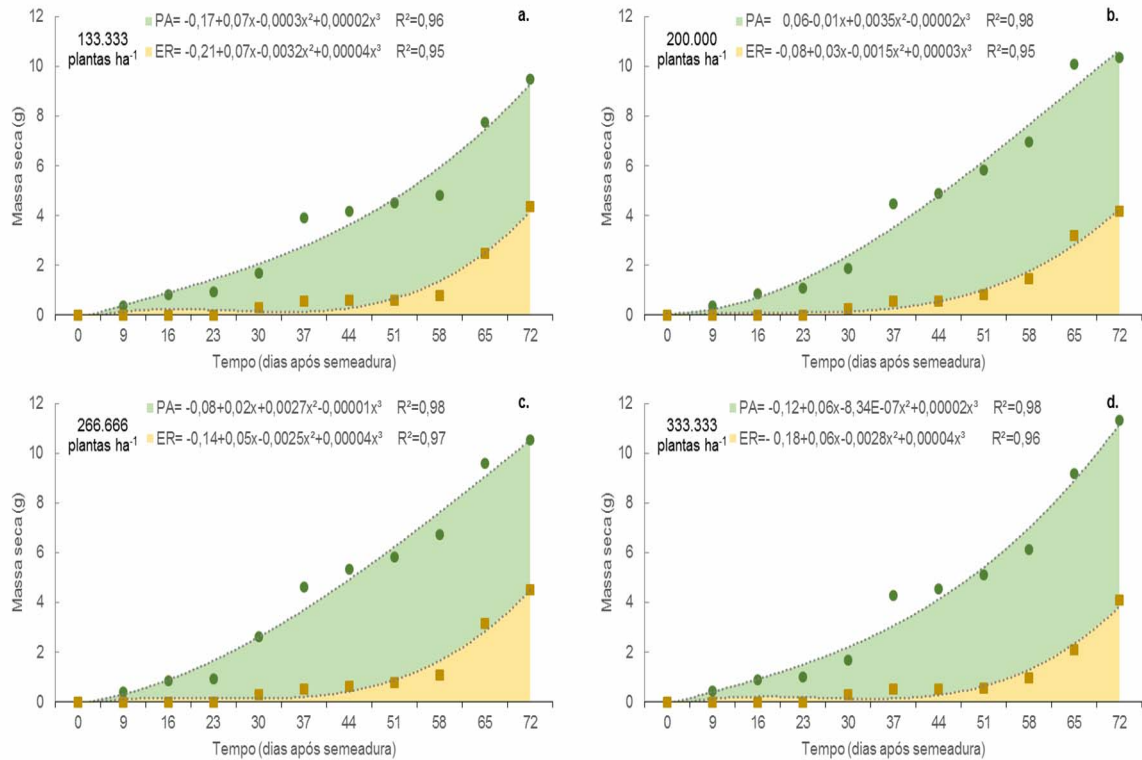 PA= -0,17+0,07x-0,0003x²+0,00002x³ R²=0,96
a.
133.333
plantas ha⁻¹
ER= -0,21+0,07x-0,0032x²+0,00004x³ R²=0,95
12
10
8
6
4
2
0
Massa seca (g)
0 9 16 23 30 37 44 51 58 65 72
Tempo (dias após semeadura)
PA= 0,06-0,01x+0,0035x²-0,00002x³ R²=0,98
b.
200.000
plantas ha⁻¹
ER= -0,08+0,03x-0,0015x²+0,00003x³ R²=0,95
12
10
8
6
4
2
0
Massa seca (g)
0 9 16 23 30 37 44 51 58 65 72
Tempo (dias após semeadura)
PA= -0,08+0,02x+0,0027x²-0,00001x³ R²=0,98
c.
266.666
plantas ha⁻¹
ER= -0,14+0,05x-0,0025x²+0,00004x³ R²=0,97
12
10
8
6
4
2
0
Massa seca (g)
0 9 16 23 30 37 44 51 58 65 72
Tempo (dias após semeadura)
PA= -0,12+0,06x-8,34E-07x²+0,00002x³ R²=0,98
d.
333.333
plantas ha⁻¹
ER=- 0,18+0,06x-0,0028x²+0,00004x³ R²=0,96
12
10
8
6
4
2
0
Massa seca (g)
0 9 16 23 30 37 44 51 58 65 72
Tempo (dias após semeadura)